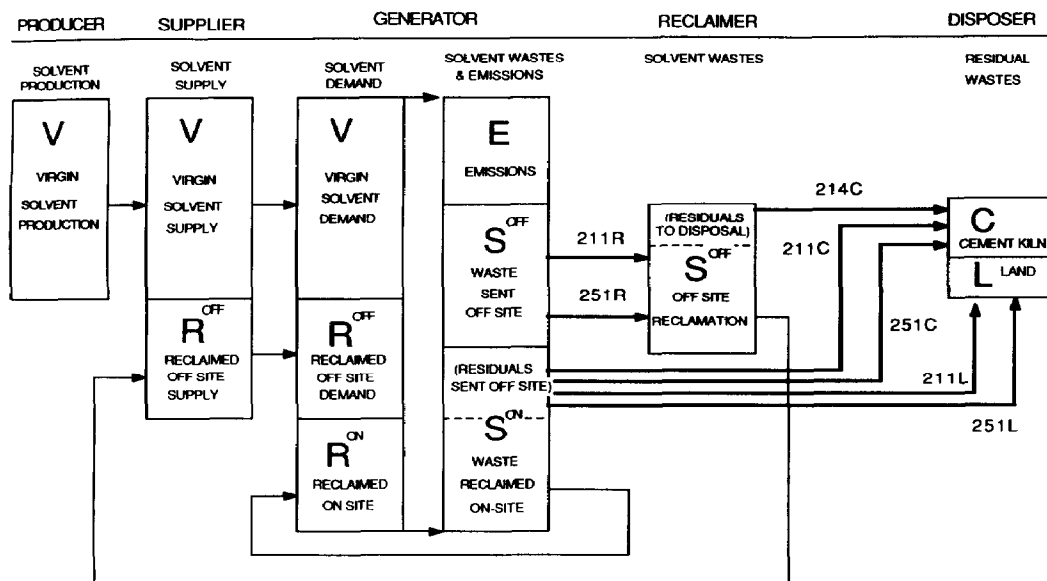 PRODUCER SUPPLIER GENERATOR RECLAIMER DISPOSER
SOLVENT
PRODUCTION
SOLVENT
SUPPLY
SOLVENT
DEMAND
SOLVENT WASTES
& EMISSIONS
SOLVENT WASTES
RESIDUAL
WASTES
V
VIRGIN
SOLVENT
PRODUCTION
V
VIRGIN
SOLVENT
SUPPLY
R OFF
RECLAIMED
OFF SITE
SUPPLY
V
VIRGIN
SOLVENT
DEMAND
R OFF
RECLAIMED
OFF SITE
DEMAND
R ON
RECLAIMED
ON SITE
E
EMISSIONS
S OFF
WASTE
SENT
OFF SITE
(RESIDUALS
SENT OFF SITE)
S ON
WASTE
RECLAIMED
ON-SITE
211R
251R
(RESIDUALS
TO DISPOSAL)
S OFF
OFF SITE
RECLAMATION
214C
211C
251C
211L
251L
C
CEMENT KILN
L LAND